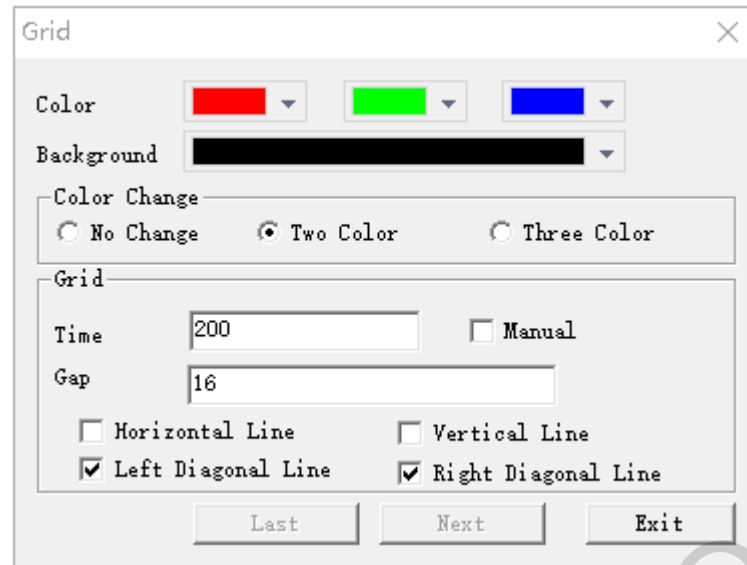 Grid
Color
Background
Color Change
No Change Two Color Three Color
Grid
Time 200 Manual
Gap 16
Horizontal Line Vertical Line
Left Diagonal Line Right Diagonal Line
Last Next Exit